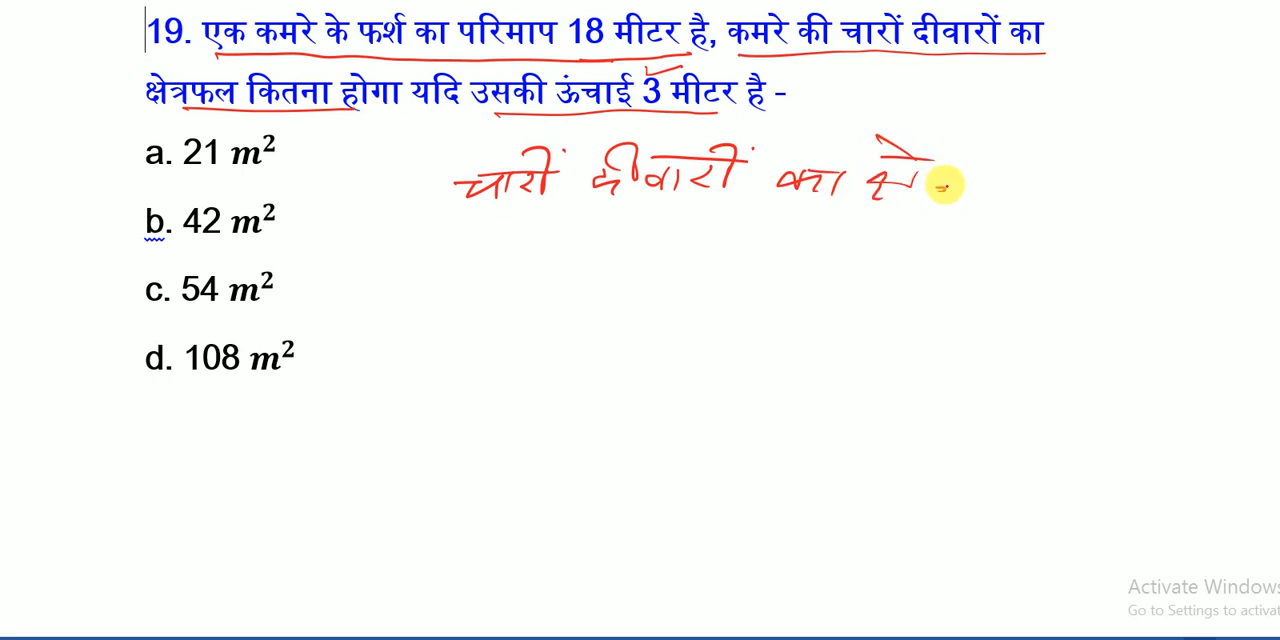 19. एक कमरे के फर्श का परिमाप 18 मीटर है, कमरे की चारों दीवारों का
क्षेत्रफल कितना होगा यदि उसकी ऊंचाई 3 मीटर है -
a. 21 m²
चारों दीवारों का क्षे
b. 42 m²
c. 54 m²
d. 108 m²
Activate Windows
Go to Settings to activat